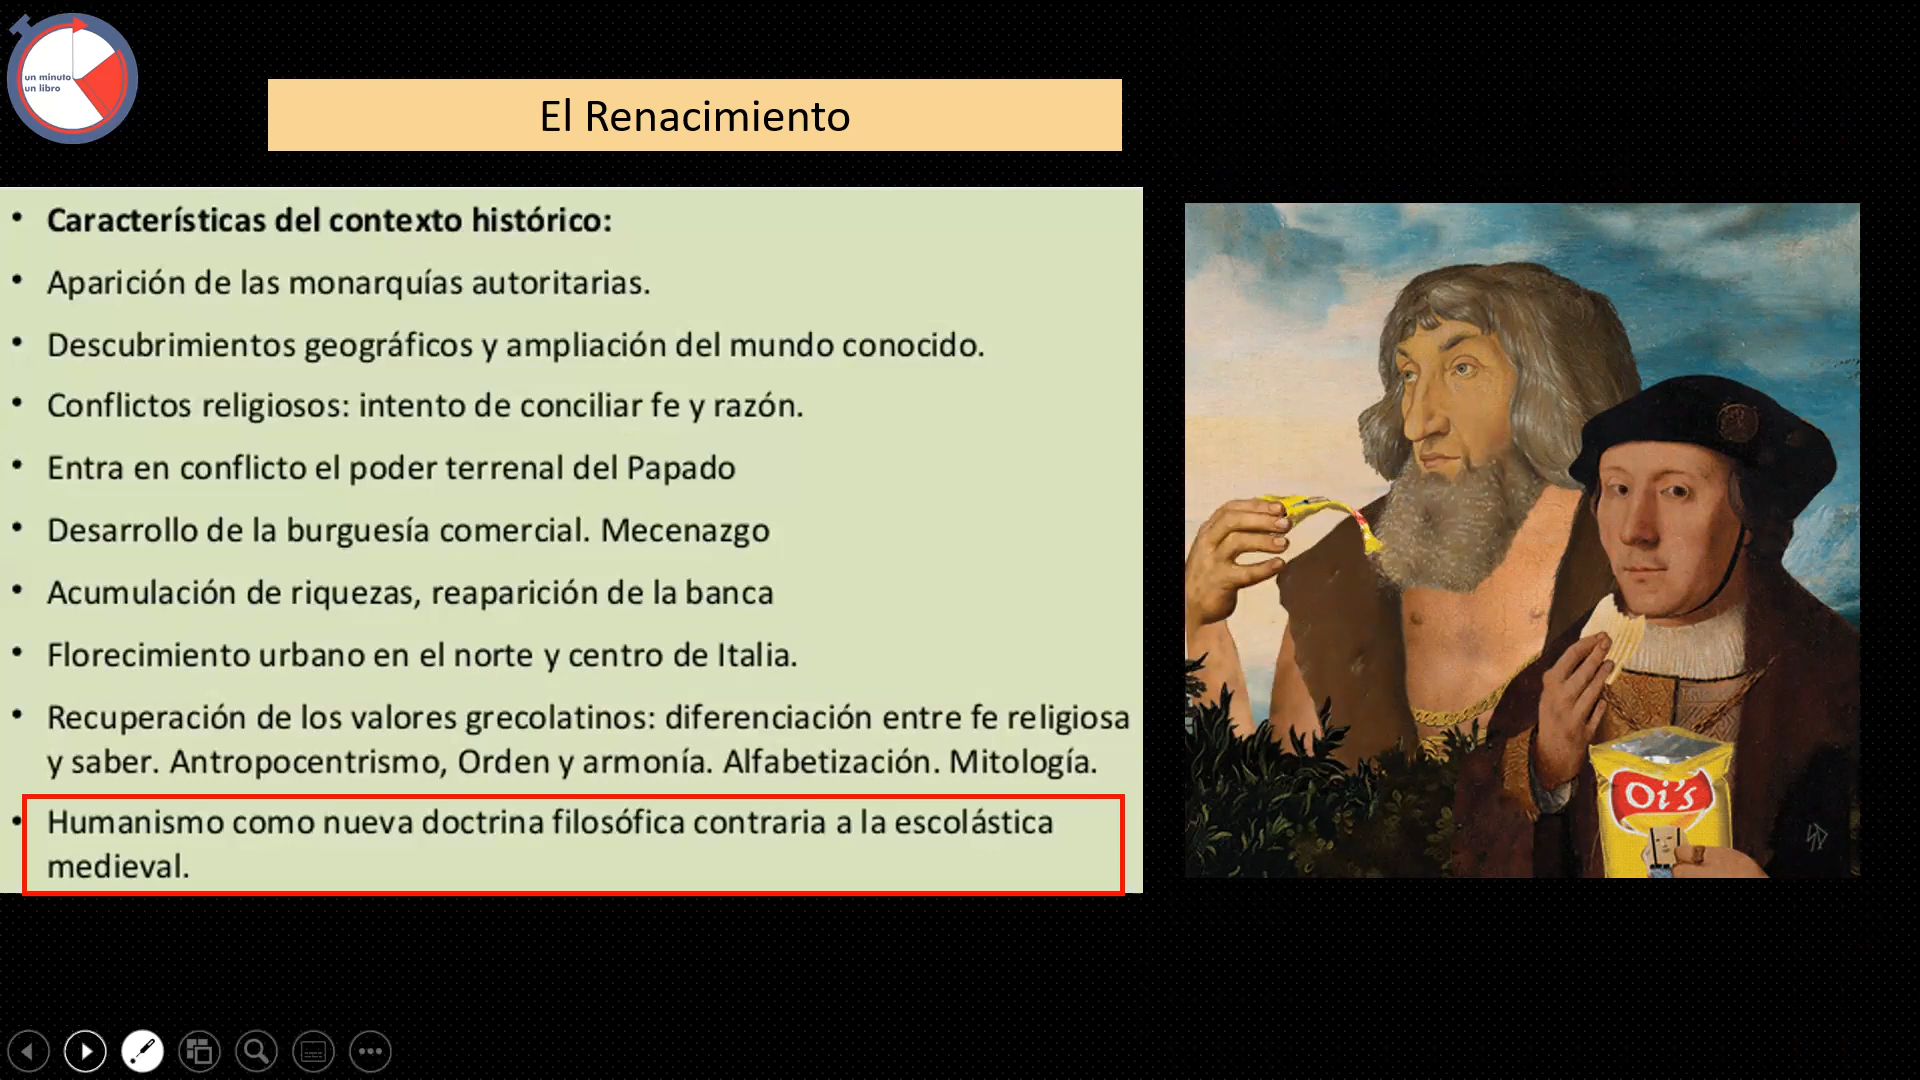 un minuto
un libro
El Renacimiento
• Características del contexto histórico:
• Aparición de las monarquías autoritarias.
• Descubrimientos geográficos y ampliación del mundo conocido.
• Conflictos religiosos: intento de conciliar fe y razón.
• Entra en conflicto el poder terrenal del Papado
• Desarrollo de la burguesía comercial. Mecenazgo
• Acumulación de riquezas, reaparición de la banca
• Florecimiento urbano en el norte y centro de Italia.
• Recuperación de los valores grecolatinos: diferenciación entre fe religiosa
y saber. Antropocentrismo, Orden y armonía. Alfabetización. Mitología.
• Humanismo como nueva doctrina filosófica contraria a la escolástica
medieval.
Oi's